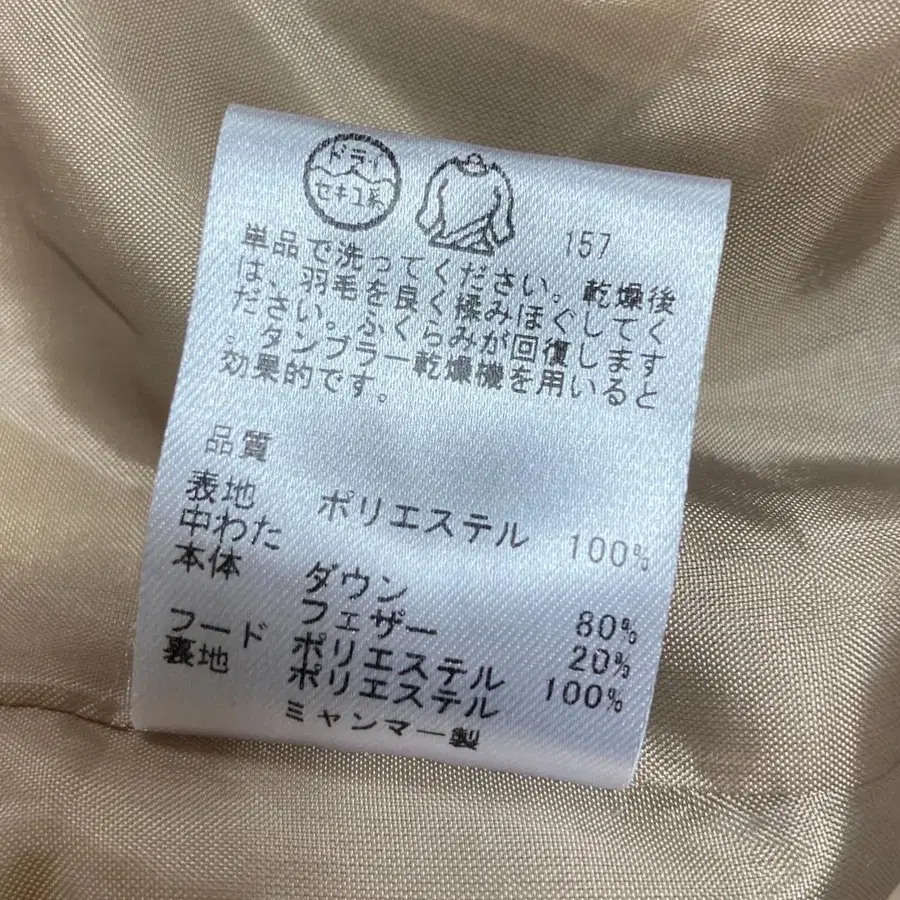 ドライ
セキユ系
157
単品で洗ってください。乾燥後
は、羽毛を良く揉みほぐしてく
ださい。ふくらみが回復します
。タンブラー乾燥機を用いると
効果的です。
品質
表地 ポリエステル 100%
中わた
本体 ダウン 80%
フェザー 20%
フード ポリエステル 100%
裏地 ポリエステル
ミャンマー製